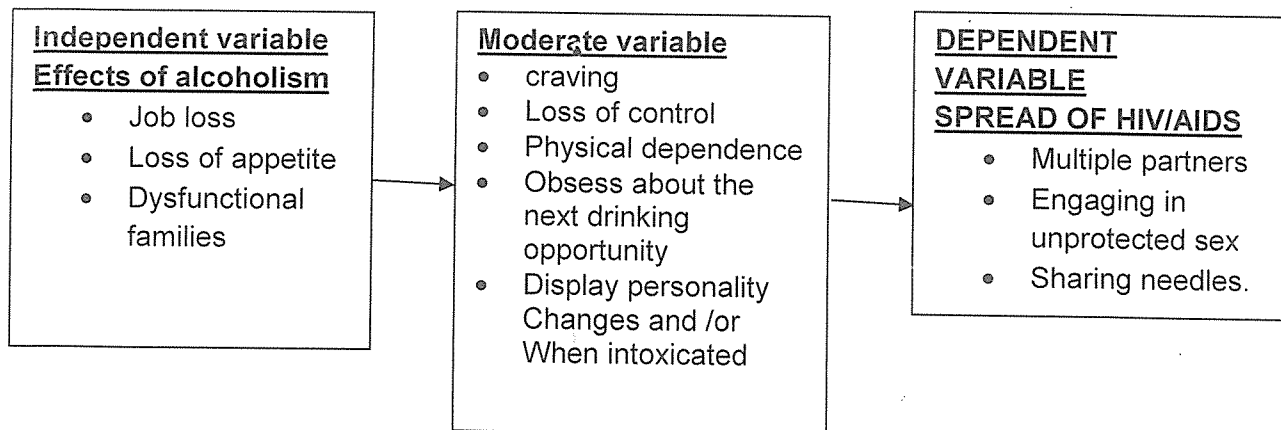 Independent variable
Effects of alcoholism
• Job loss
• Loss of appetite
• Dysfunctional
families
Moderate variable
• craving
• Loss of control
• Physical dependence
• Obsess about the
next drinking
opportunity
• Display personality
Changes and /or
When intoxicated
DEPENDENT
VARIABLE
SPREAD OF HIV/AIDS
• Multiple partners
• Engaging in
unprotected sex
• Sharing needles.